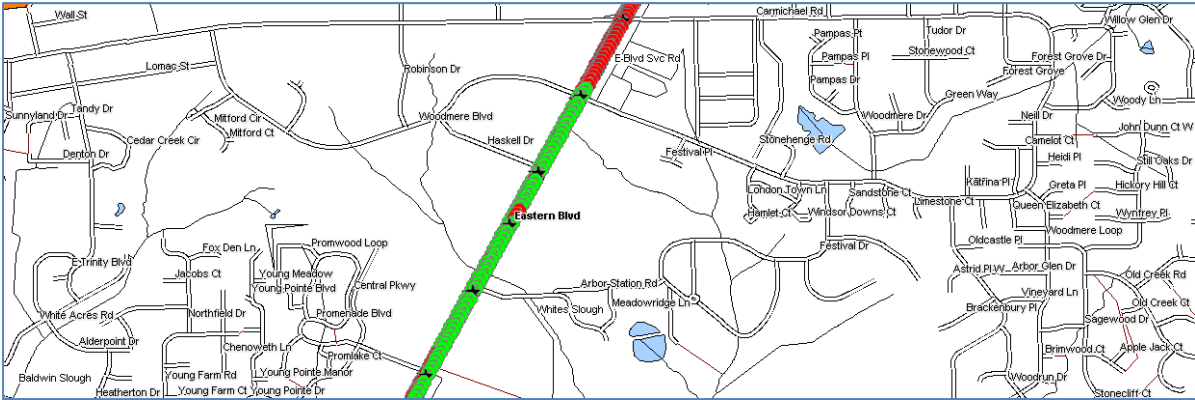 Wall St
Carmichael Rd
Willow Glen Dr
Pampas Pt
Tudor Dr
Lomac St
Robinson Dr
E-Blvd Svc Rd
Pampas Pl
Stonewood Ct
Forest Grove Dr
Pampas Dr
Forest Grove
Green Way
Sunnyland Dr
Tandy Dr
Mitford Cir
Woodmere Blvd
Woodmere Dr
Woody Ln
Neil Dr
Mitford Ct
John Dunn Ct W
Cedar Creek Cir
Haskell Dr
Stonehenge Rd
Camelot Ct
Denton Dr
Festival Pl
Heidi Pl
Still Oaks Dr
London Town Ln
Sandstone Ct
Katrina Pl
Greta Pl
Hickory Hill Ct
Limestone Ct
Queen Elizabeth Ct
Eastern Blvd
Hamlet Ct
Windsor Downs Ct
Wynfrey Pl
Woodmere Loop
Fox Den Ln
Promwood Loop
Festival Dr
Oldcastle Pl
E Trinity Blvd
Jacobs Ct
Young Meadow
Astrid Pl W
Arbor Glen Dr
Old Creek Rd
Young Pointe Blvd
Central Pkwy
Arbor Station Rd
Vineyard Ln
White Acres Rd
Northfield Dr
Promenade Blvd
Whites Slough
Meadowridge Ln
Brackenbury Pl
Old Creek Ct
Sagewood Dr
Alderpoint Dr
Chenoweth Ln
Promlake Ct
Brimwood Ct
Apple Jack Ct
Baldwin Slough
Young Farm Rd
Young Pointe Manor
Woodrun Dr
Heatherton Dr
Young Farm Ct
Young Pointe Dr
Stonecliff Ct